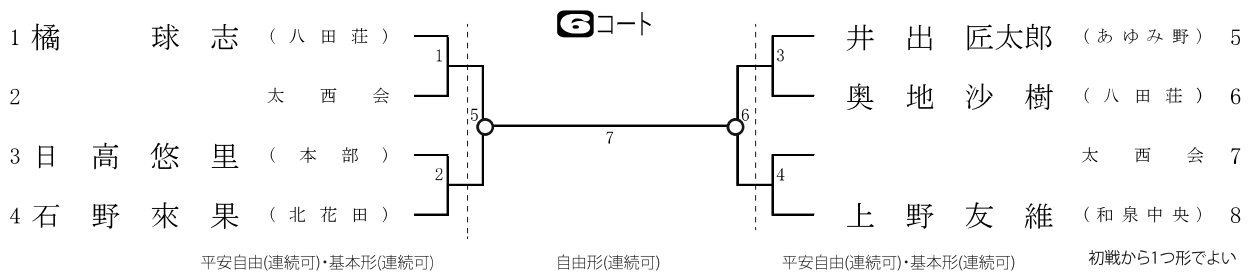 6コート
1 橘 球志 (八田荘)
2 太西会
3 日高悠里 (本部)
4 石野來果 (北花田)
1
2
5
7
6
3
4
井出匠太郎 (あゆみ野) 5
奥地沙樹 (八田荘) 6
太西会 7
上野友維 (和泉中央) 8
平安自由(連続可)・基本形(連続可)
自由形(連続可)
平安自由(連続可)・基本形(連続可)
初戦から1つ形でよい